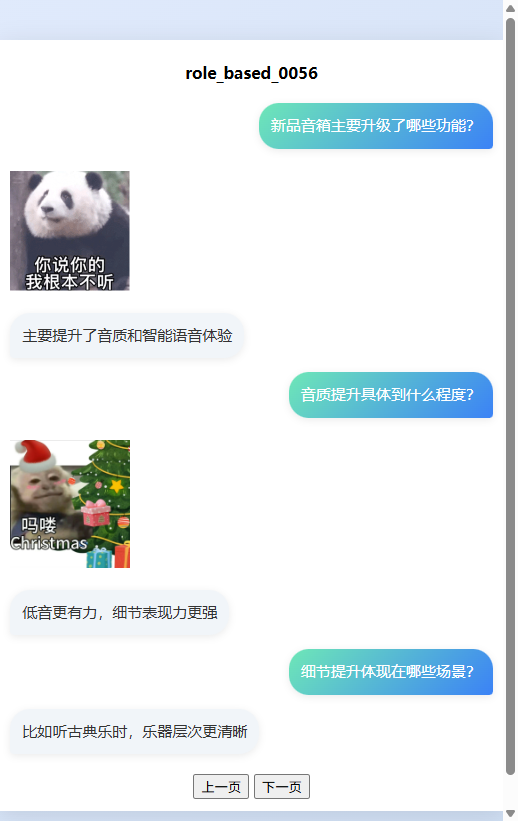 role_based_0056
新品音箱主要升级了哪些功能？
你说你的
我根本不听
主要提升了音质和智能语音体验
音质提升具体到什么程度？
吗喽
Christmas
低音更有力，细节表现力更强
细节提升体现在哪些场景？
比如听古典乐时，乐器层次更清晰
上一页 下一页